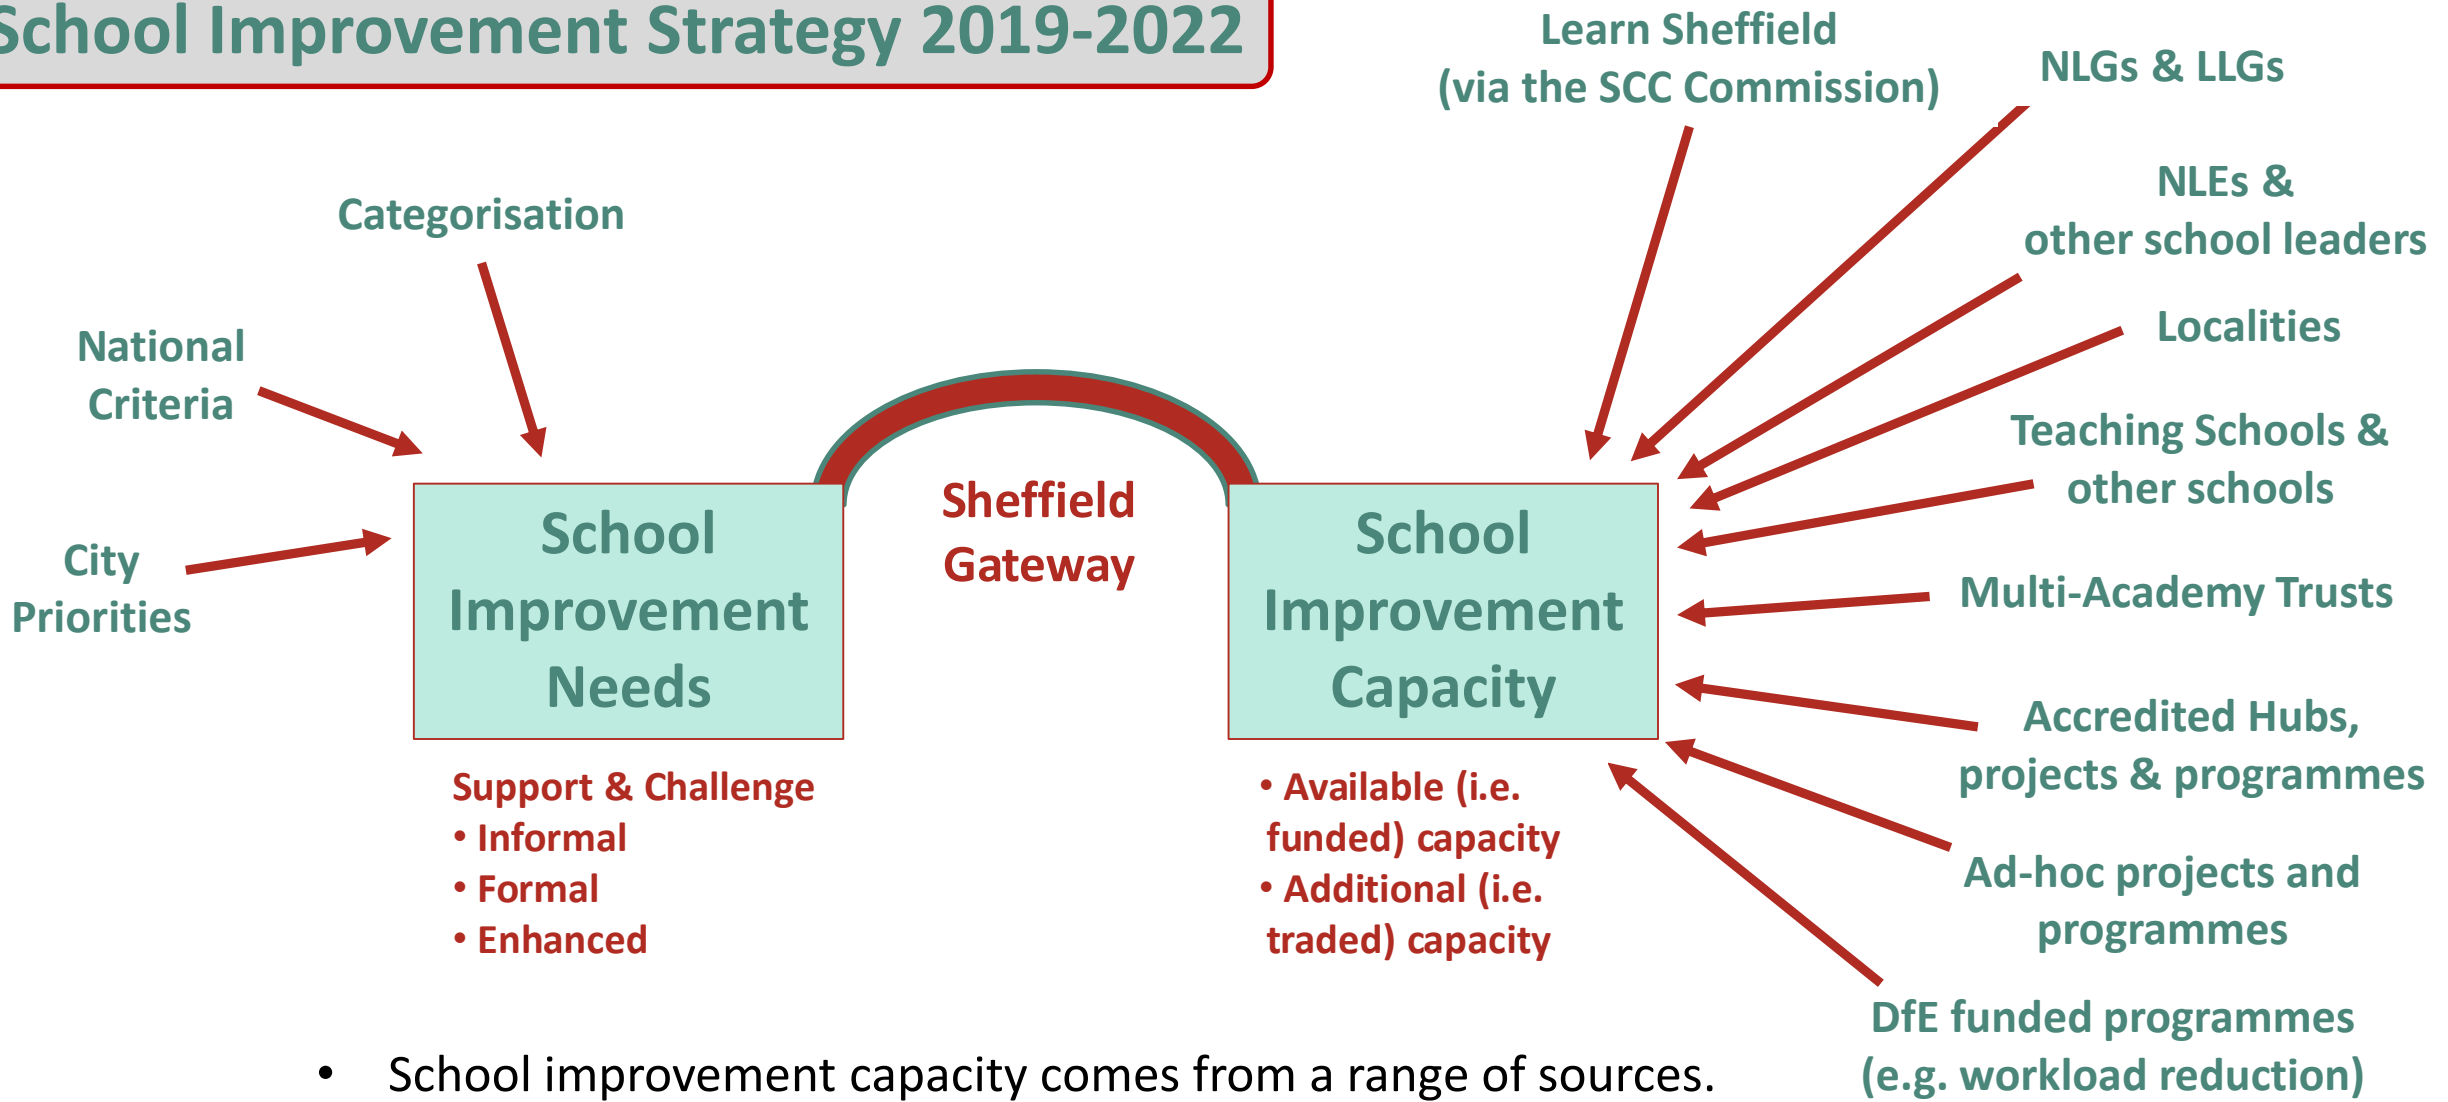 School Improvement Strategy 2019-2022
Learn Sheffield
(via the SCC Commission)
NLGs & LLGs
NLEs &
other school leaders
Categorisation
National
Criteria
Localities
Teaching Schools &
other schools
City
Priorities
School
Improvement
Needs
Sheffield
Gateway
School
Improvement
Capacity
Multi-Academy Trusts
Accredited Hubs,
projects & programmes
Support & Challenge
• Informal
• Formal
• Enhanced
• Available (i.e.
funded) capacity
• Additional (i.e.
traded) capacity
Ad-hoc projects and
programmes
DfE funded programmes
(e.g. workload reduction)
• School improvement capacity comes from a range of sources.